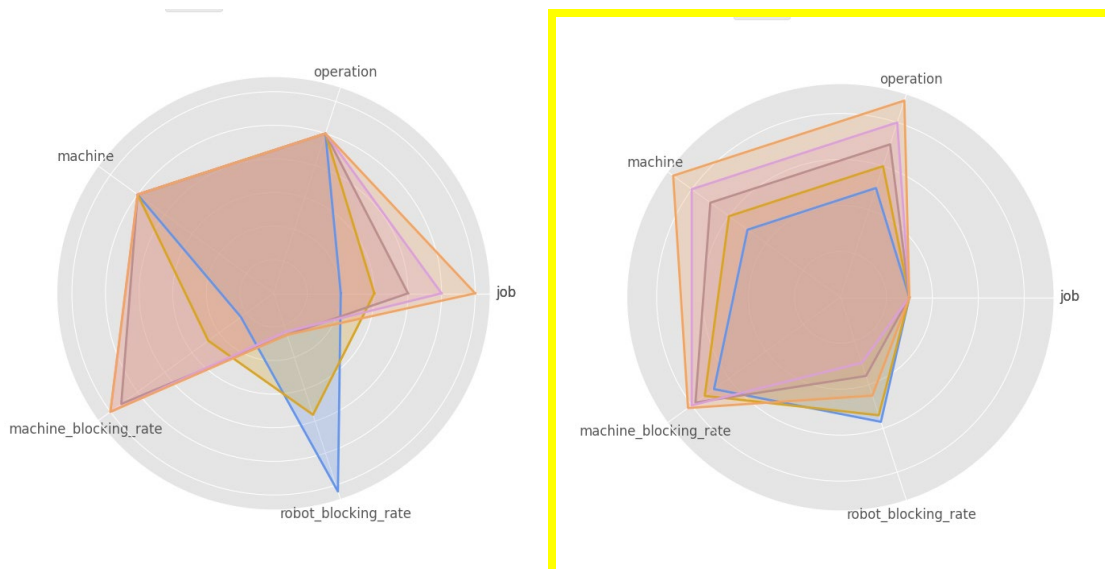 operation
machine
job
machine_blocking_rate
robot_blocking_rate
operation
machine
job
machine_blocking_rate
robot_blocking_rate